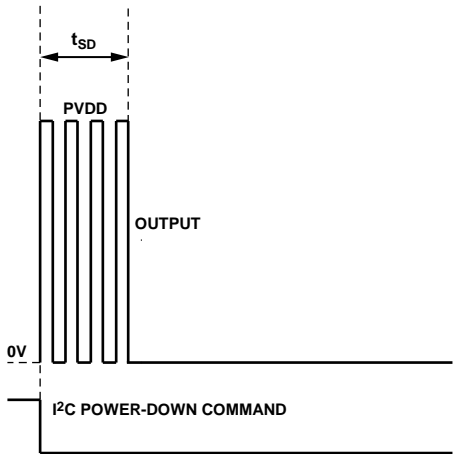 tSD
PVDD
OUTPUT
0V
I²C POWER-DOWN COMMAND